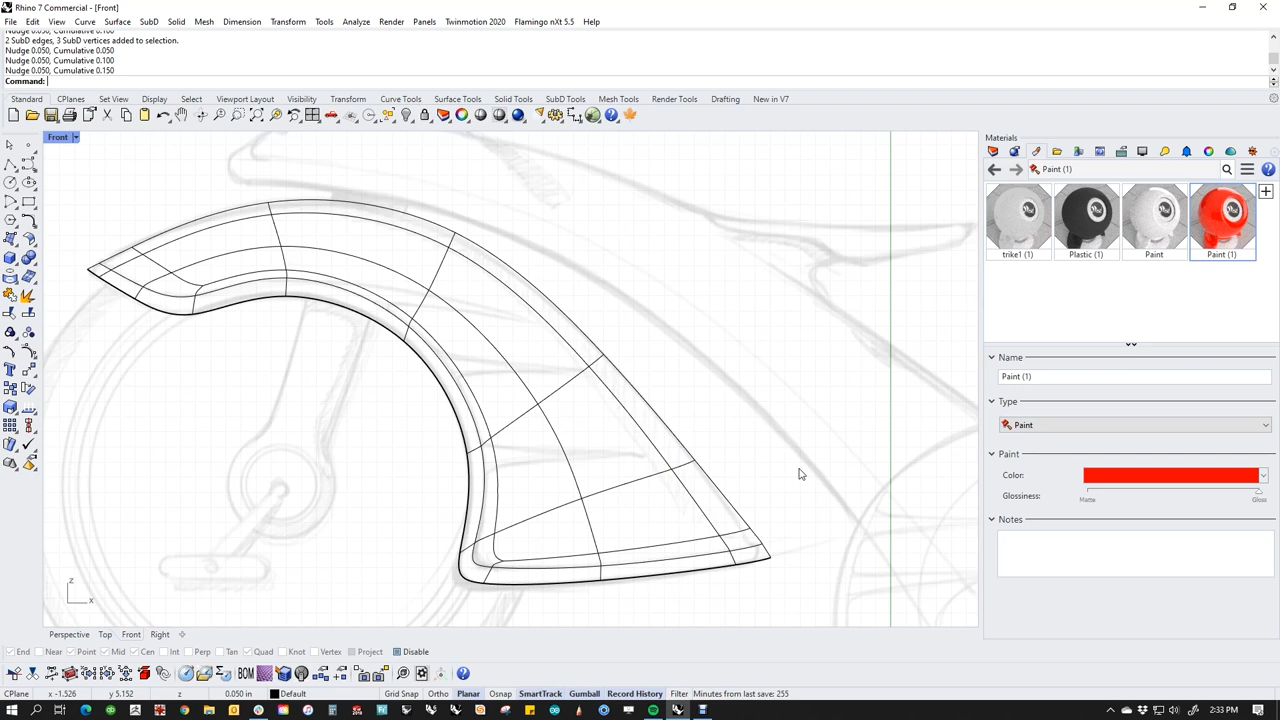 Rhino 7 Commercial - [Front]
File Edit View Curve Surface SubD Solid Mesh Dimension Transform Tools Analyze Render Panels Twinmotion 2020 Flamingo nXt 5.5 Help
Nudge 0.050, Cumulative 0.100
2 SubD edges, 3 SubD vertices added to selection.
Nudge 0.050, Cumulative 0.050
Nudge 0.050, Cumulative 0.100
Nudge 0.050, Cumulative 0.150
Command:
Standard CPlanes Set View Display Select Viewport Layout Visibility Transform Curve Tools Surface Tools Solid Tools SubD Tools Mesh Tools Render Tools Drafting New in V7
Front
Materials
Paint (1)
trike1 (1) Plastic (1) Paint Paint (1)
Name
Paint (1)
Type
Paint
Paint
Color:
Glossiness:
Matte Gloss
Notes
z
x
Perspective Top Front Right
End Near Point Mid Cen Int Perp Tan Quad Knot Vertex Project Disable
BOM
CPlane x -1.526 y 5.152 z 0.050 in Default Grid Snap Ortho Planar Osnap SmartTrack Gumball Record History Filter Minutes from last save: 255
2:33 PM